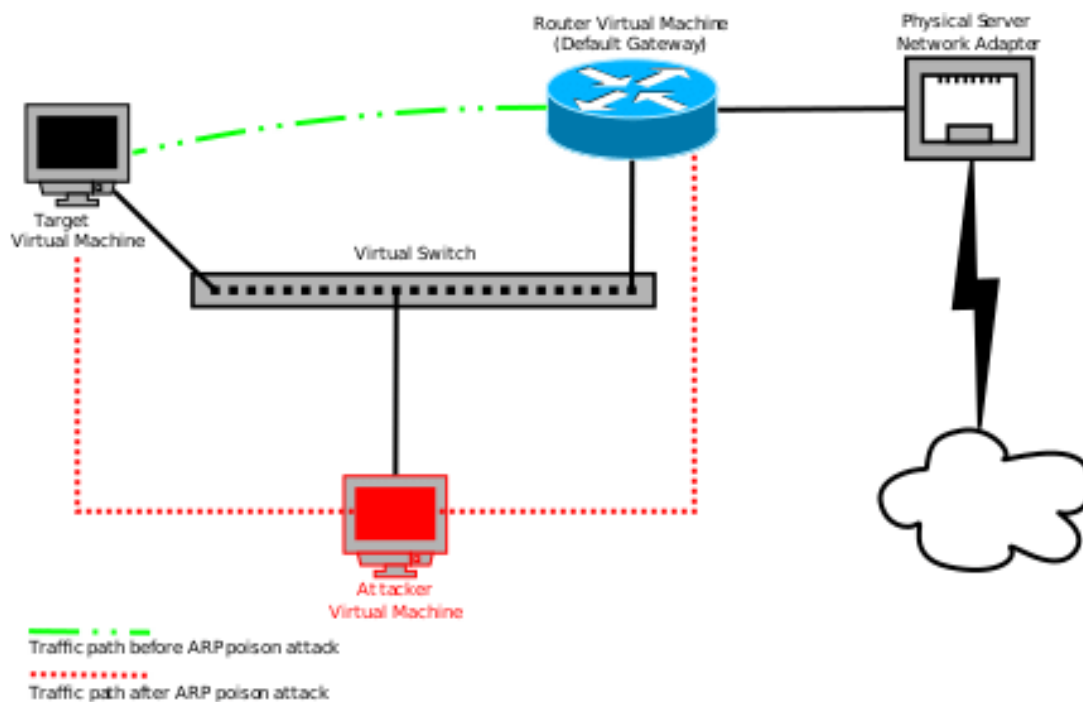 Router Virtual Machine
(Default Gateway)
Physical Server
Network Adapter
Target
Virtual Machine
Virtual Switch
Attacker
Virtual Machine
Traffic path before ARP poison attack
Traffic path after ARP poison attack